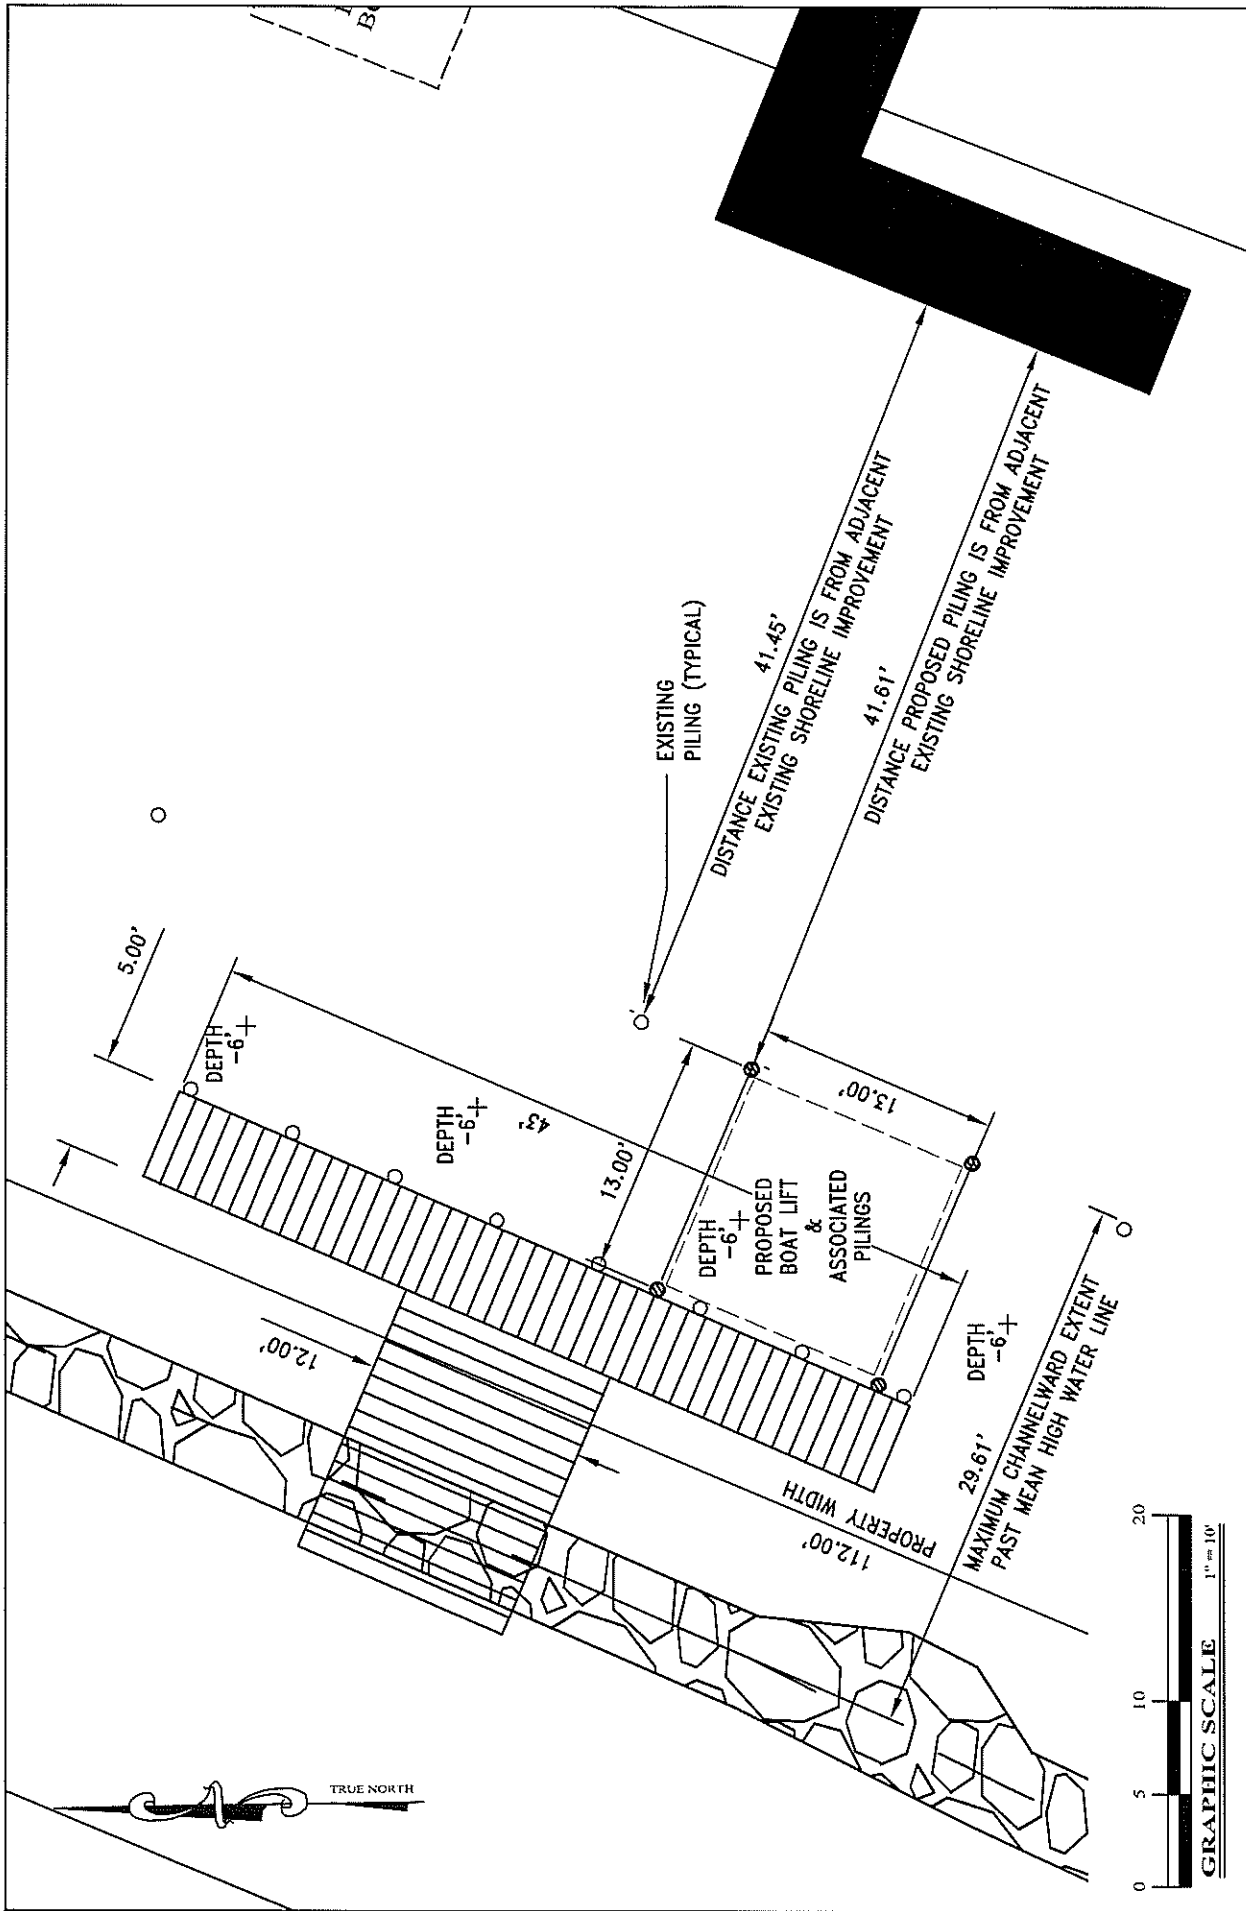 5.00'
DEPTH
-6'
DEPTH
-6'
43'
EXISTING
PILING (TYPICAL)
41.45'
DISTANCE EXISTING PILING IS FROM ADJACENT
EXISTING SHORELINE IMPROVEMENT
41.61'
DISTANCE PROPOSED PILING IS FROM ADJACENT
EXISTING SHORELINE IMPROVEMENT
13.00'
13.00'
DEPTH
-6'
PROPOSED
BOAT LIFT
&
ASSOCIATED
PILINGS
12.00'
DEPTH
-6'
112.00'
PROPERTY WIDTH
29.61'
MAXIMUM CHANNELWARD EXTENT
PAST MEAN HIGH WATER LINE
TRUE NORTH
0 5 10 20
GRAPHIC SCALE 1" = 10'